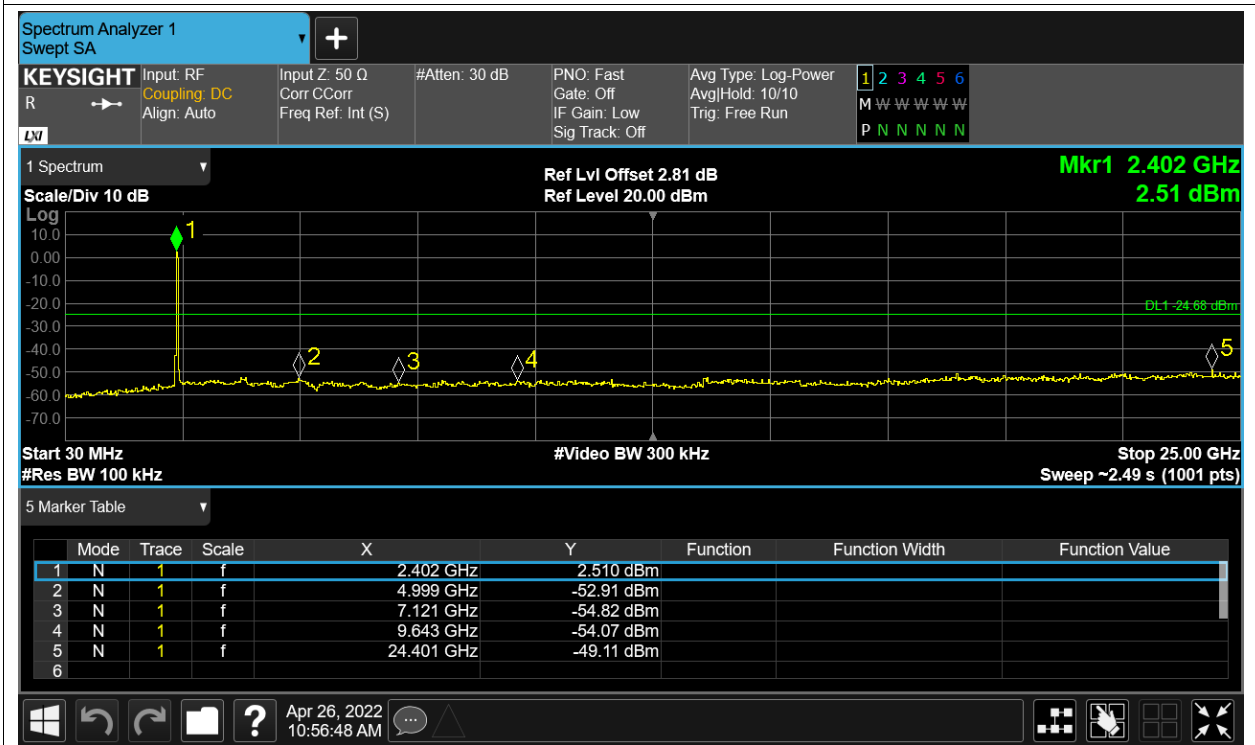 Spectrum Analyzer 1
Swept SA
+
KEYSIGHT Input: RF Input Z: 50 Ω #Atten: 30 dB PNO: Fast Avg Type: Log-Power 1 2 3 4 5 6
R Coupling: DC Corr CCorr Gate: Off Avg|Hold: 10/10 M W W W W W W
Align: Auto Freq Ref: Int (S) IF Gain: Low Trig: Free Run
LXI Sig Track: Off P N N N N N N
1 Spectrum Ref Lvl Offset 2.81 dB Mkr1 2.402 GHz
Scale/Div 10 dB Ref Level 20.00 dBm 2.51 dBm
Log
10.0 1
0.00
-10.0
-20.0 DL1 -24.68 dBm
-30.0
-40.0 2 3 4 5
-50.0
-60.0
-70.0
Start 30 MHz #Video BW 300 kHz Stop 25.00 GHz
#Res BW 100 kHz Sweep ~2.49 s (1001 pts)
5 Marker Table
Mode Trace Scale X Y Function Function Width Function Value
1 N 1 f 2.402 GHz 2.510 dBm
2 N 1 f 4.999 GHz -52.91 dBm
3 N 1 f 7.121 GHz -54.82 dBm
4 N 1 f 9.643 GHz -54.07 dBm
5 N 1 f 24.401 GHz -49.11 dBm
6
? Apr 26, 2022
10:56:48 AM